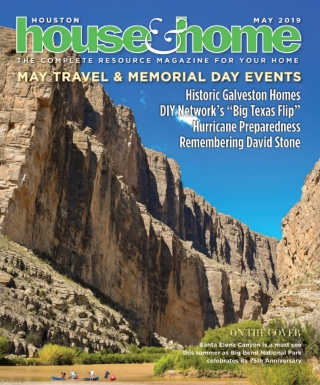 HOUSTON
MAY 2019
house&home
THE COMPLETE RESOURCE MAGAZINE FOR YOUR HOME
MAY TRAVEL & MEMORIAL DAY EVENTS
Historic Galveston Homes
DIY Network's "Big Texas Flip"
Hurricane Preparedness
Remembering David Stone
ON THE COVER
Santa Elena Canyon is a must see
this summer as Big Bend National Park
celebrates its 75th Anniversary